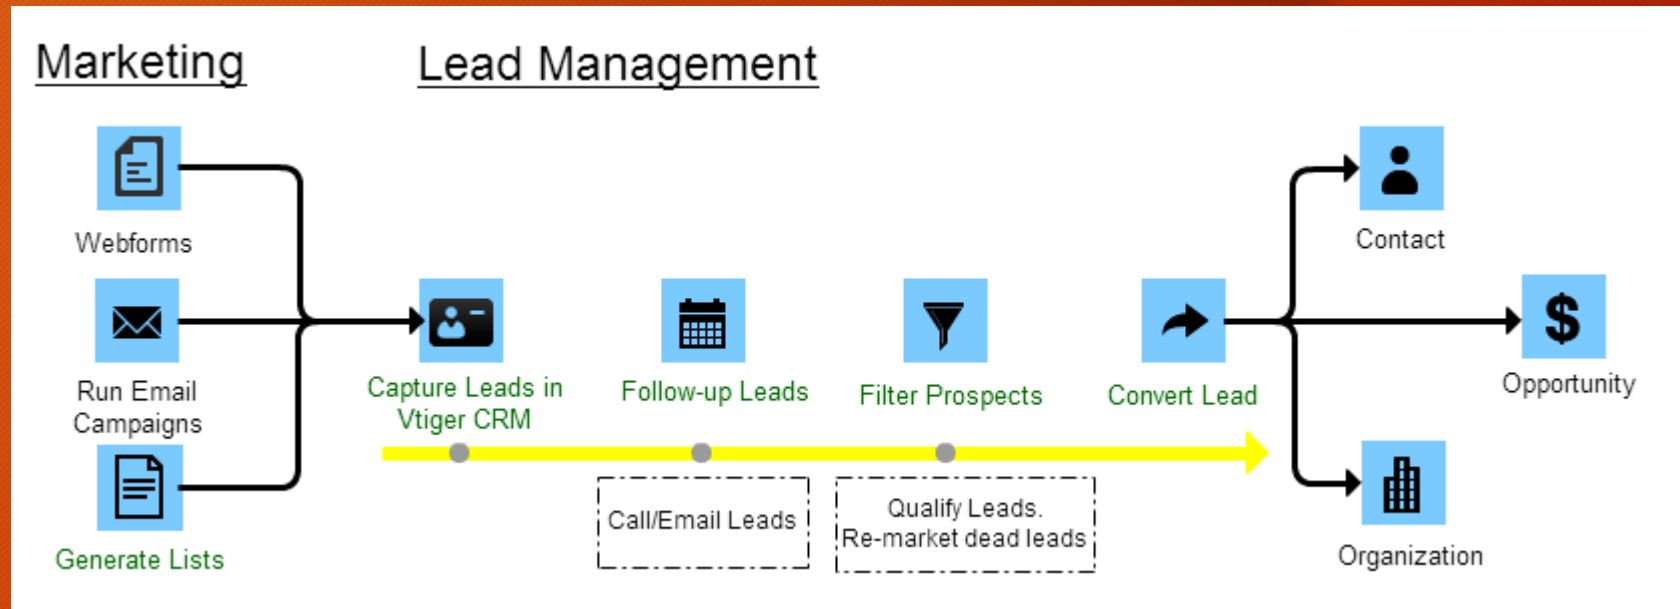 Marketing
Lead Management
Webforms
Run Email
Campaigns
Generate Lists
Capture Leads in
Vtiger CRM
Follow-up Leads
Filter Prospects
Convert Lead
Call/Email Leads
Qualify Leads.
Re-market dead leads
Contact
$
Opportunity
Organization